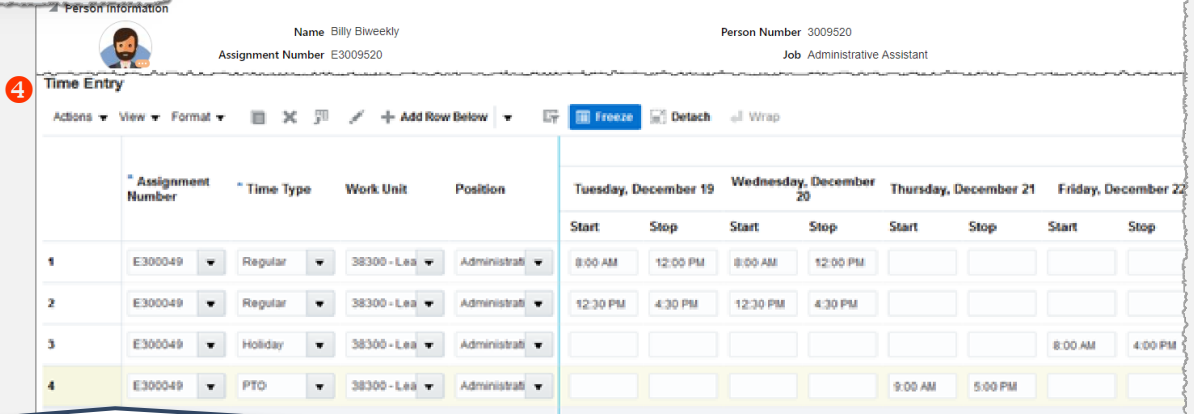 Person Information
Name Billy Biweekly Person Number 3009520
Assignment Number E3009520 Job Administrative Assistant
4 Time Entry
Actions View Format Add Row Below Freeze Detach Wrap
* Assignment Number * Time Type Work Unit Position Tuesday, December 19 Wednesday, December 20 Thursday, December 21 Friday, December 22
Start Stop Start Stop Start Stop Start Stop
1 E300049 Regular 38300 - Lea Administrati 8:00 AM 12:00 PM 8:00 AM 12:00 PM
2 E300049 Regular 38300 - Lea Administrati 12:30 PM 4:30 PM 12:30 PM 4:30 PM
3 E300049 Holiday 38300 - Lea Administrati 8:00 AM 4:00 PM
4 E300049 PTO 38300 - Lea Administrati 9:00 AM 5:00 PM